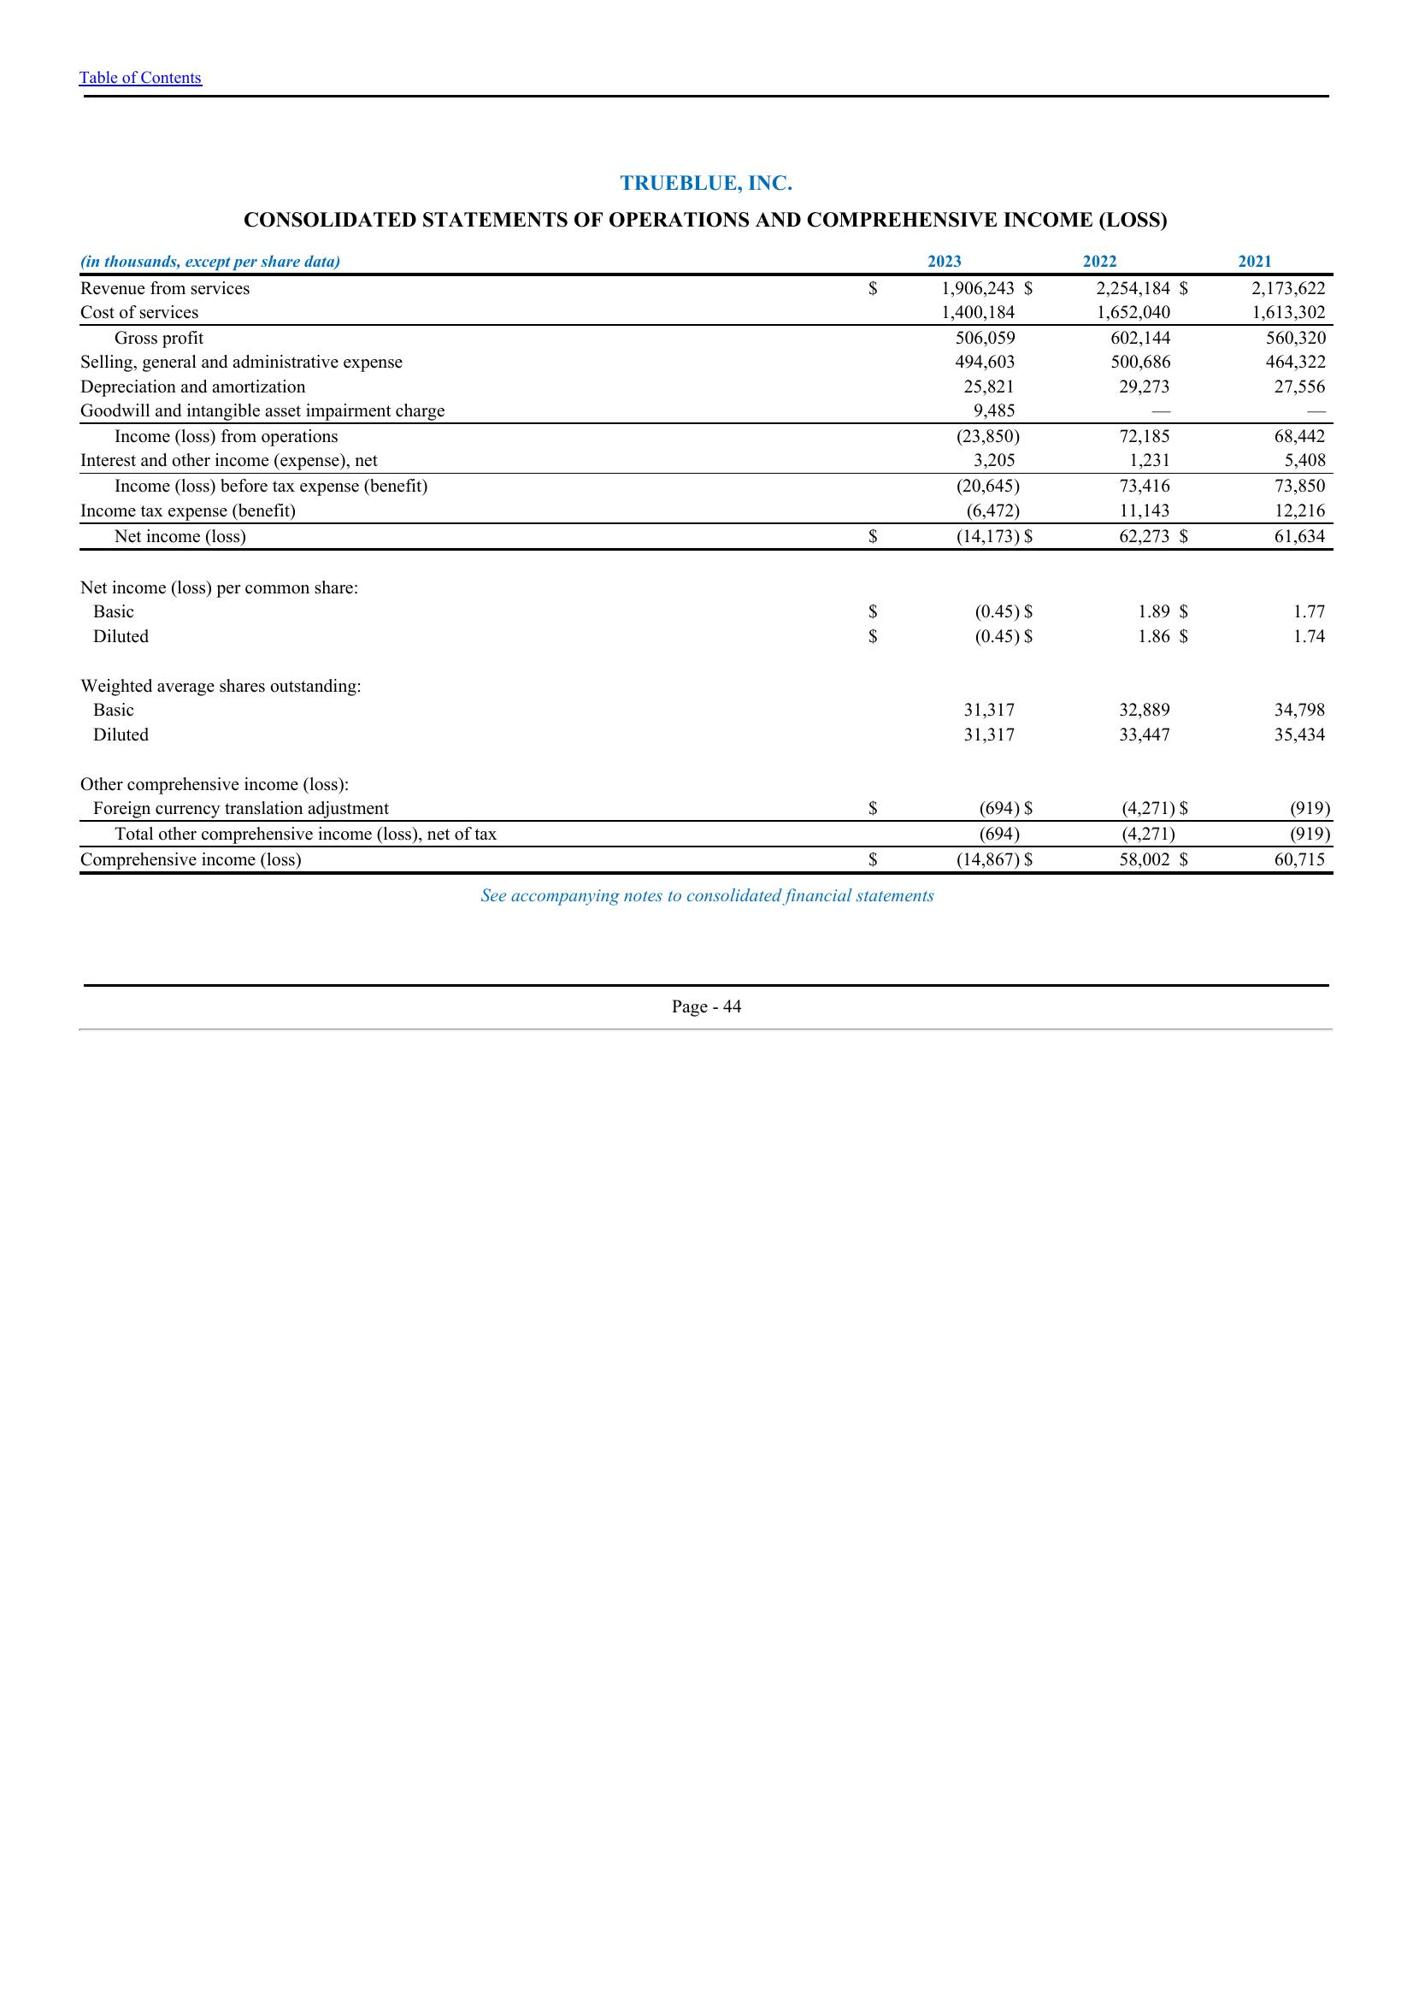 Table of Contents
TRUEBLUE, INC.
CONSOLIDATED STATEMENTS OF OPERATIONS AND COMPREHENSIVE INCOME (LOSS)
(in thousands, except per share data) 2023 2022 2021
Revenue from services $ 1,906,243 $ 2,254,184 $ 2,173,622
Cost of services 1,400,184 1,652,040 1,613,302
Gross profit 506,059 602,144 560,320
Selling, general and administrative expense 494,603 500,686 464,322
Depreciation and amortization 25,821 29,273 27,556
Goodwill and intangible asset impairment charge 9,485 — —
Income (loss) from operations (23,850) 72,185 68,442
Interest and other income (expense), net 3,205 1,231 5,408
Income (loss) before tax expense (benefit) (20,645) 73,416 73,850
Income tax expense (benefit) (6,472) 11,143 12,216
Net income (loss) $ (14,173) $ 62,273 $ 61,634
Net income (loss) per common share:
Basic $ (0.45) $ 1.89 $ 1.77
Diluted $ (0.45) $ 1.86 $ 1.74
Weighted average shares outstanding:
Basic 31,317 32,889 34,798
Diluted 31,317 33,447 35,434
Other comprehensive income (loss):
Foreign currency translation adjustment $ (694) $ (4,271) $ (919)
Total other comprehensive income (loss), net of tax (694) (4,271) (919)
Comprehensive income (loss) $ (14,867) $ 58,002 $ 60,715
See accompanying notes to consolidated financial statements
Page - 44